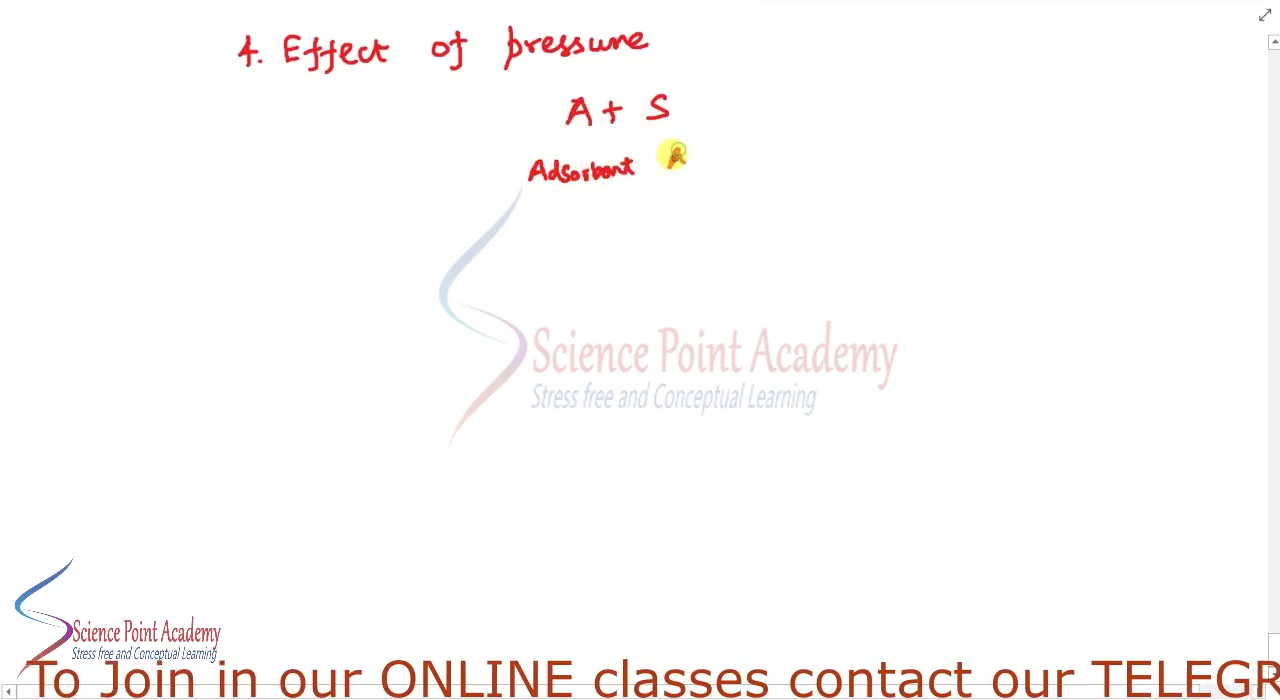 4. Effect of pressure
A + S
Adsorbent A
Science Point Academy
Stress free and Conceptual Learning
Science Point Academy
Stress free and Conceptual Learning
To Join in our ONLINE classes contact our TELEGR